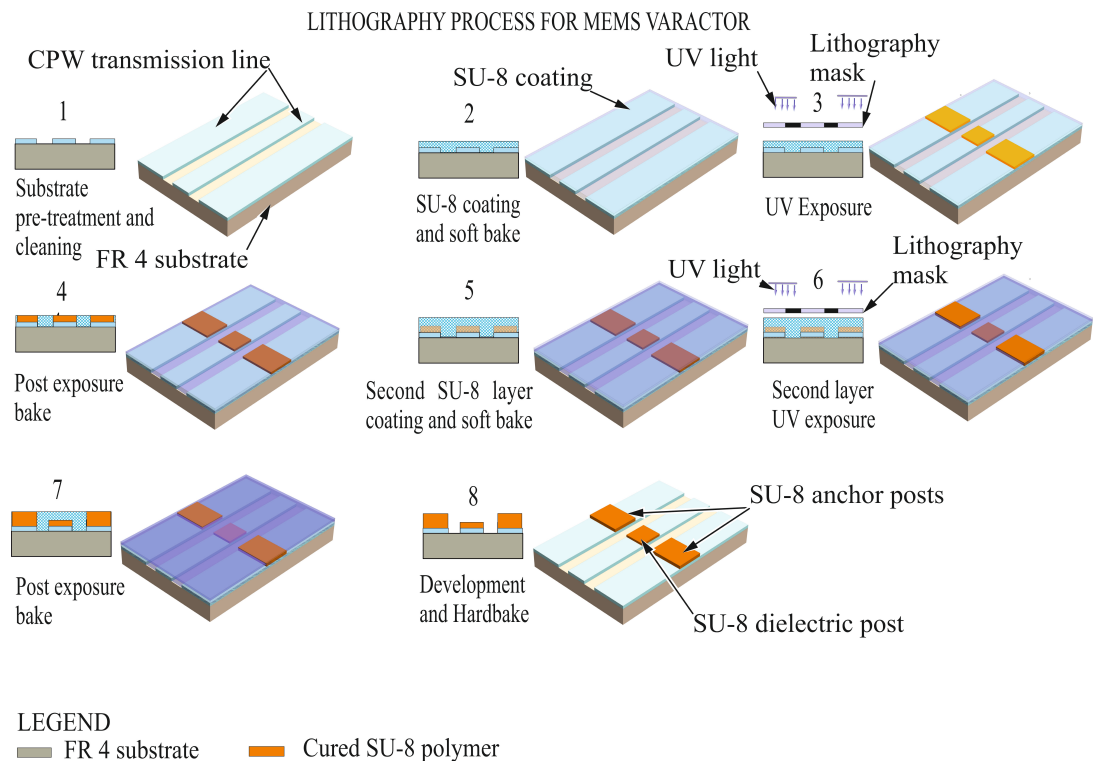 LITHOGRAPHY PROCESS FOR MEMS VARACTOR
CPW transmission line
1
Substrate
pre-treatment and
cleaning
FR 4 substrate
SU-8 coating
2
SU-8 coating
and soft bake
UV light
Lithography
mask
3
UV Exposure
4
Post exposure
bake
5
Second SU-8 layer
coating and soft bake
UV light
6
Lithography
mask
Second layer
UV exposure
7
Post exposure
bake
8
Development
and Hardbake
SU-8 anchor posts
SU-8 dielectric post
LEGEND
FR 4 substrate
Cured SU-8 polymer